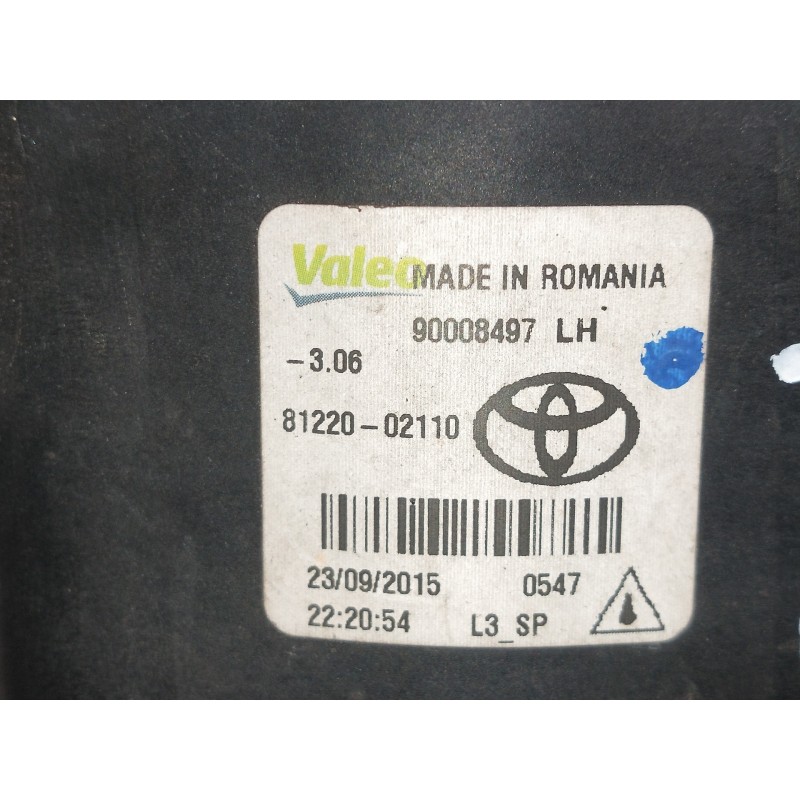 Valeo MADE IN ROMANIA
90008497 LH
-3.06
81220-02110
23/09/2015 0547
22:20:54 L3_SP